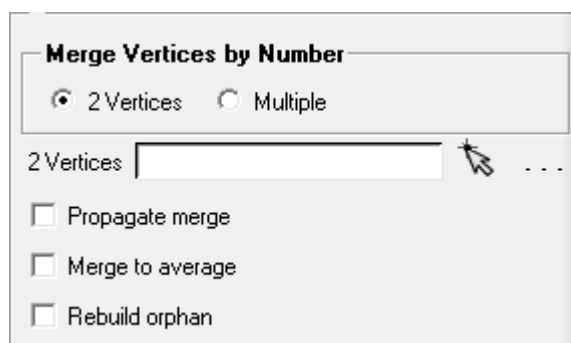 Merge Vertices by Number
2 Vertices Multiple
2 Vertices . . .
Propagate merge
Merge to average
Rebuild orphan